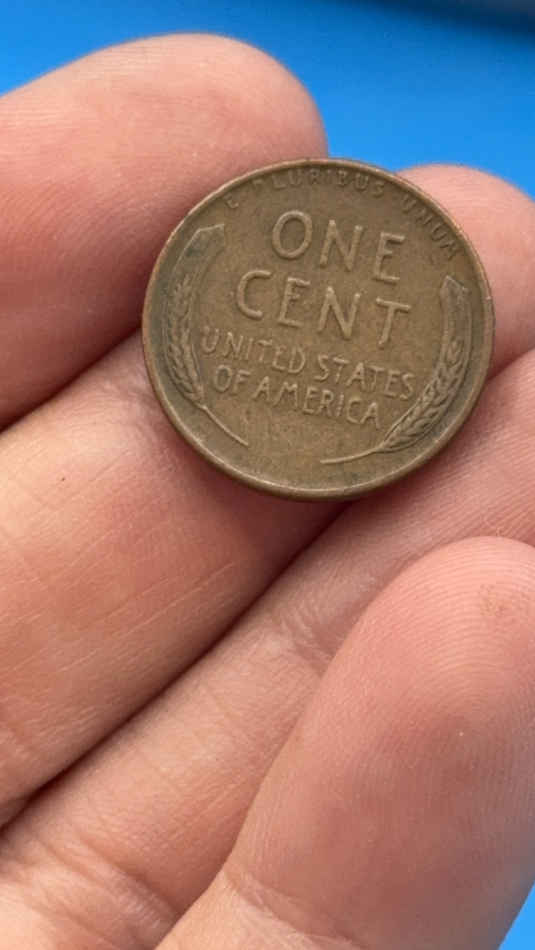 E PLURIBUS UNUM
ONE
CENT
UNITED STATES
OF AMERICA